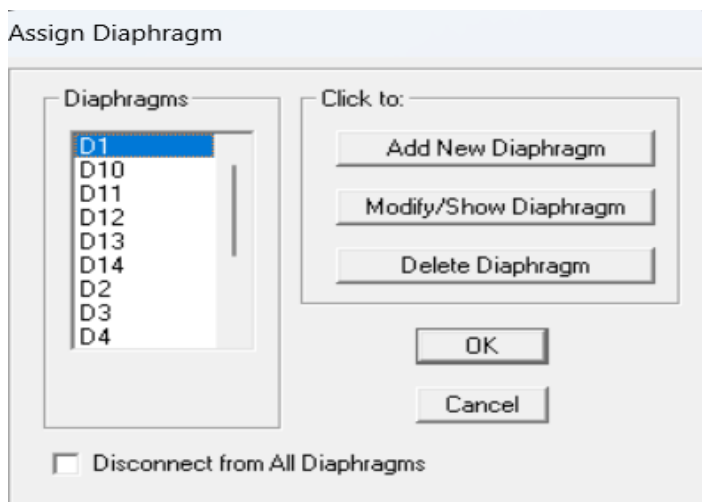 Assign Diaphragm
Diaphragms
D1
D10
D11
D12
D13
D14
D2
D3
D4
Click to:
Add New Diaphragm
Modify/Show Diaphragm
Delete Diaphragm
OK
Cancel
Disconnect from All Diaphragms